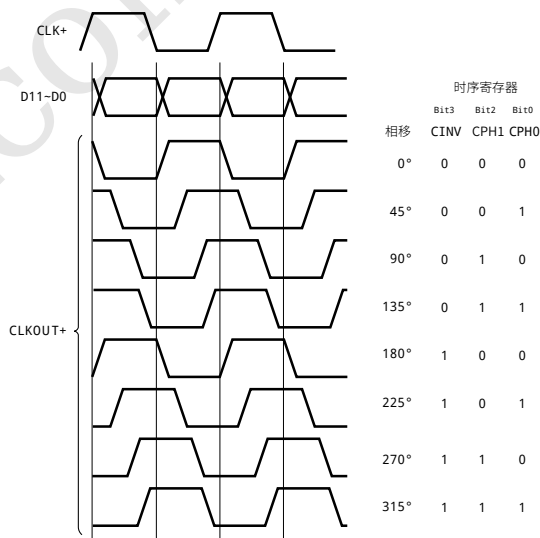 CLK+
D11~D0
时序寄存器
Bit3 Bit2 Bit0
相移 CINV CPH1 CPH0
0° 0 0 0
45° 0 0 1
90° 0 1 0
135° 0 1 1
CLKOUT+
180° 1 0 0
225° 1 0 1
270° 1 1 0
315° 1 1 1